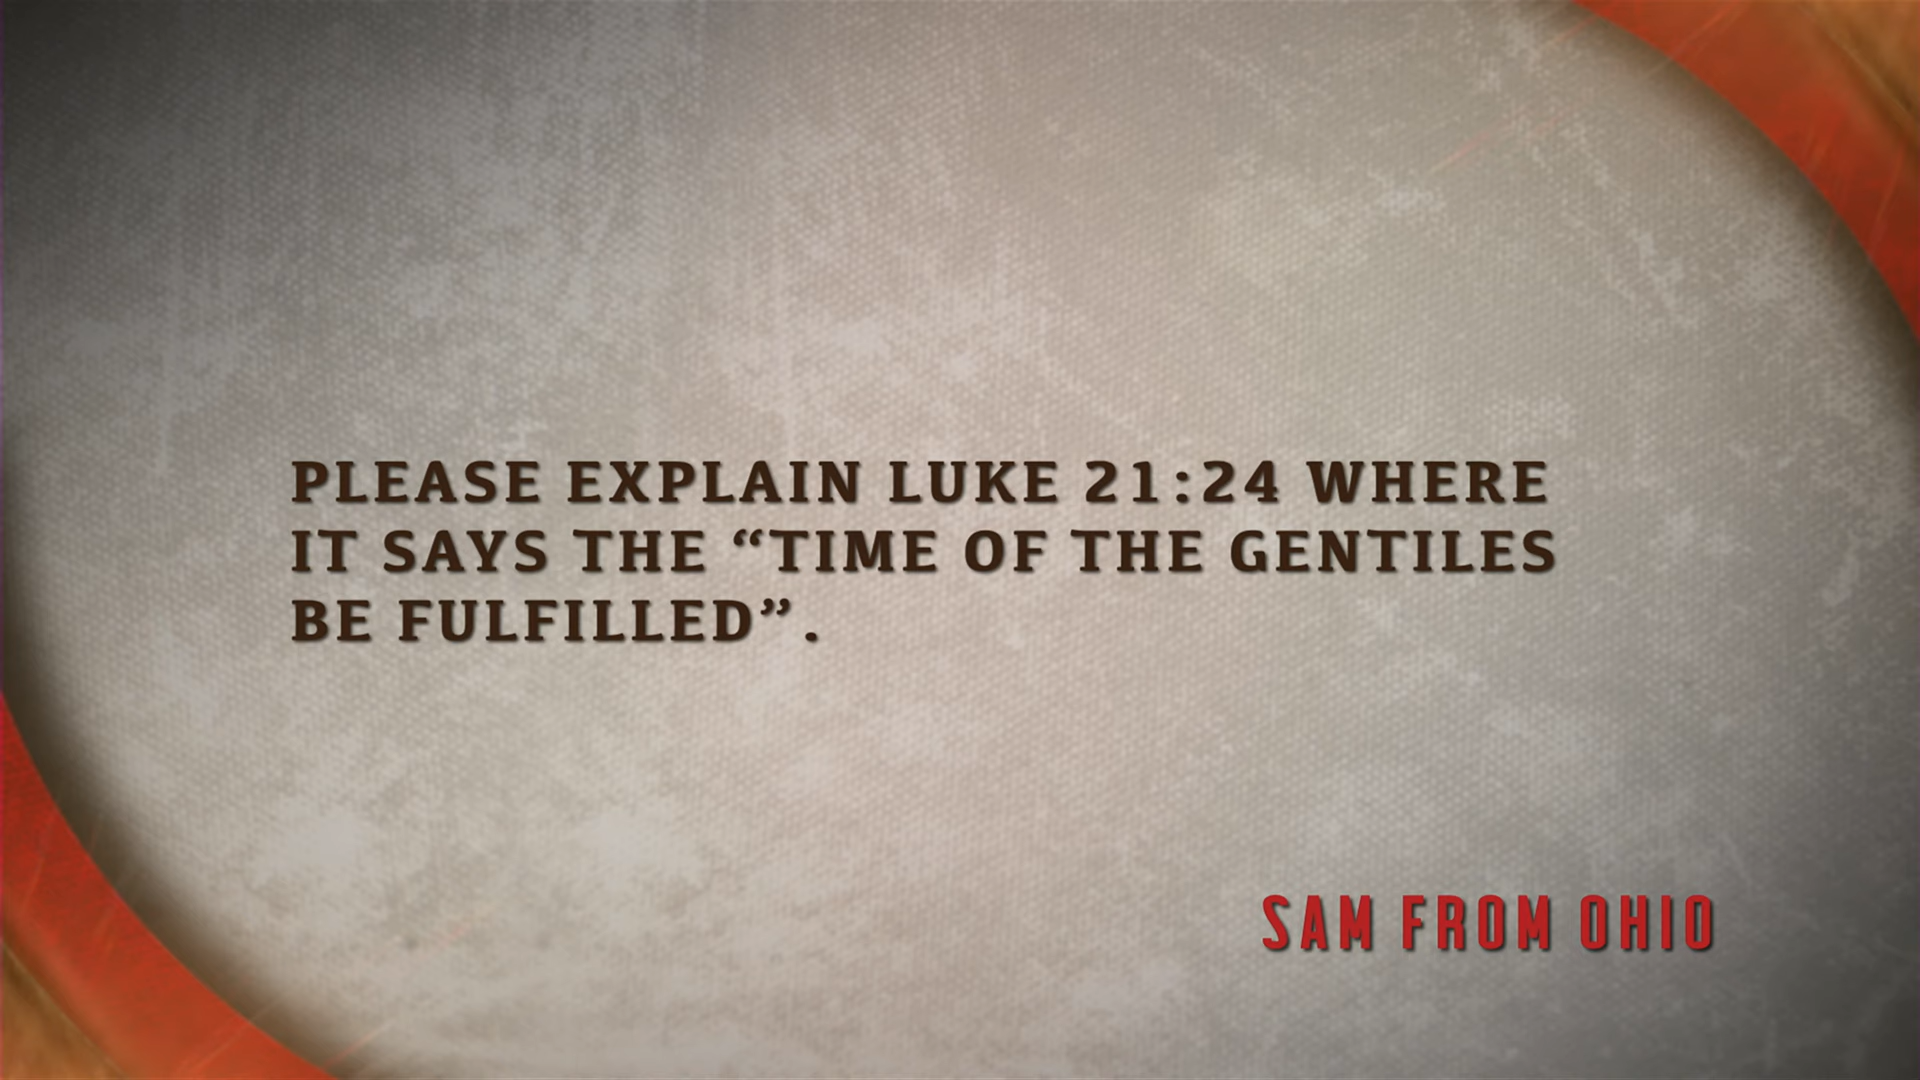 PLEASE EXPLAIN LUKE 21:24 WHERE
IT SAYS THE “TIME OF THE GENTILES
BE FULFILLED”.
SAM FROM OHIO